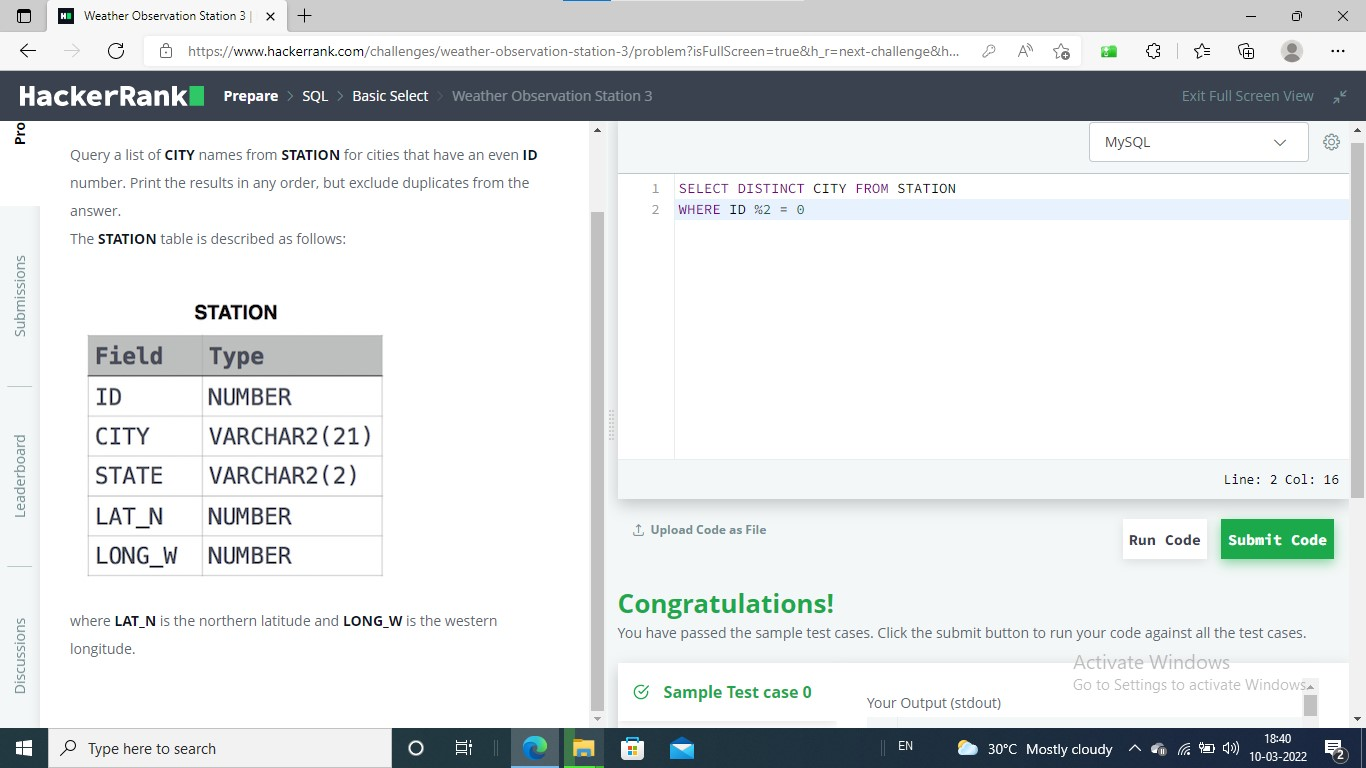 Weather Observation Station 3 |
https://www.hackerrank.com/challenges/weather-observation-station-3/problem?isFullScreen=true&h_r=next-challenge&h...
HackerRank
Prepare > SQL > Basic Select > Weather Observation Station 3
Exit Full Screen View
Pro
Submissions
Leaderboard
Discussions
Query a list of CITY names from STATION for cities that have an even ID
number. Print the results in any order, but exclude duplicates from the
answer.
The STATION table is described as follows:
STATION
Field Type
ID NUMBER
CITY VARCHAR2(21)
STATE VARCHAR2(2)
LAT_N NUMBER
LONG_W NUMBER
where LAT_N is the northern latitude and LONG_W is the western
longitude.
MySQL
1 SELECT DISTINCT CITY FROM STATION
2 WHERE ID %2 = 0
Line: 2 Col: 16
Upload Code as File
Run Code
Submit Code
Congratulations!
You have passed the sample test cases. Click the submit button to run your code against all the test cases.
Activate Windows
Go to Settings to activate Windows.
Sample Test case 0
Your Output (stdout)
Type here to search
EN
30°C Mostly cloudy
18:40
10-03-2022
2